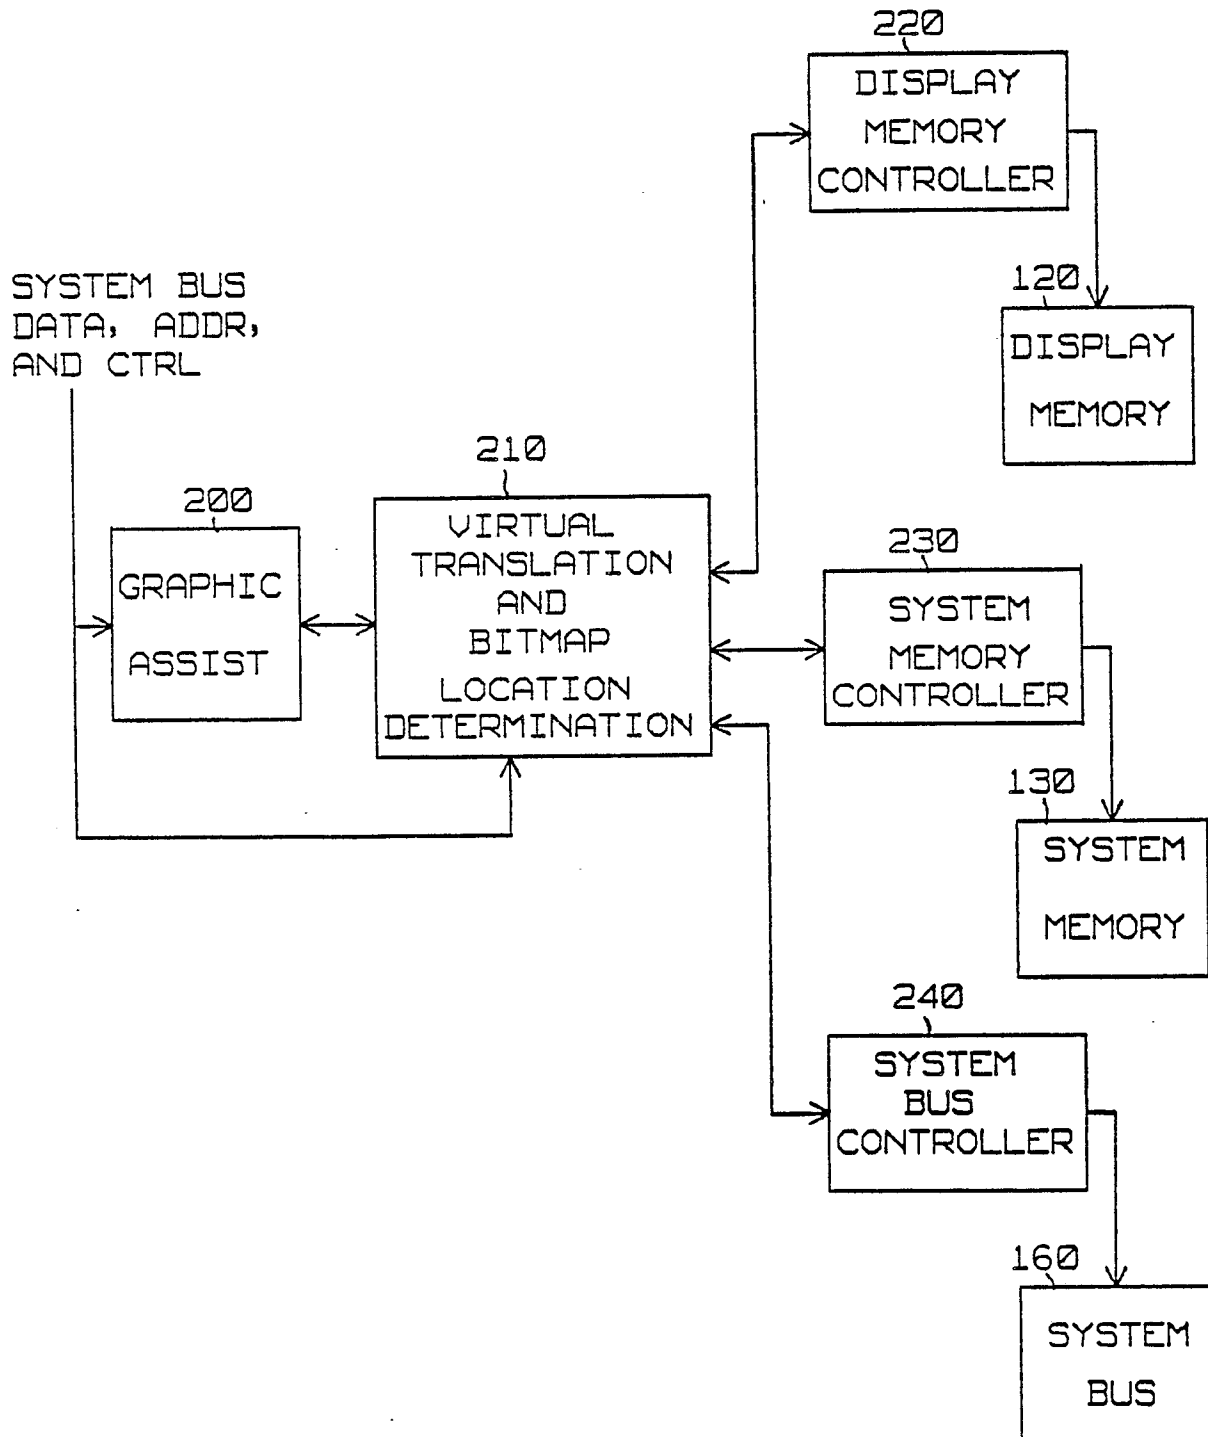 220
DISPLAY
MEMORY
CONTROLLER
120
DISPLAY
MEMORY
SYSTEM BUS
DATA, ADDR,
AND CTRL
200
GRAPHIC
ASSIST
210
VIRTUAL
TRANSLATION
AND
BITMAP
LOCATION
DETERMINATION
230
SYSTEM
MEMORY
CONTROLLER
130
SYSTEM
MEMORY
240
SYSTEM
BUS
CONTROLLER
160
SYSTEM
BUS